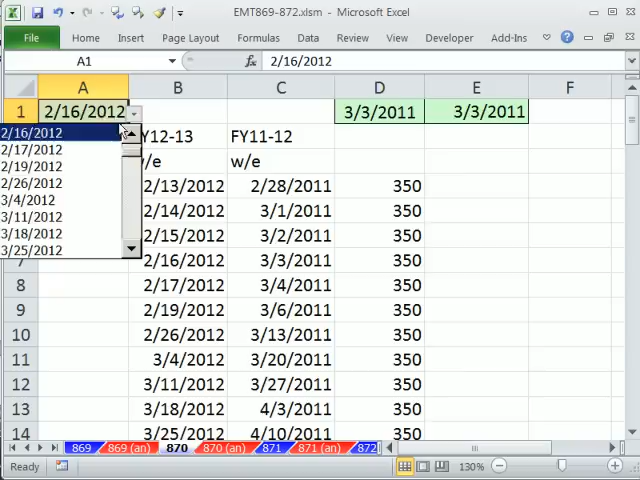 EMT869-872.xlsm - Microsoft Excel
File Home Insert Page Layout Formulas Data Review View Developer Add-Ins
A1 fx 2/16/2012
A B C D E F
1 2/16/2012 3/3/2011 3/3/2011
2/16/2012 Y12-13 FY11-12
2/17/2012 /e w/e
2/19/2012 2/13/2012 2/28/2011 350
2/26/2012 2/14/2012 3/1/2011 350
3/4/2012 2/15/2012 3/2/2011 350
3/11/2012
3/18/2012
3/25/2012
7 2/16/2012 3/3/2011 350
8 2/17/2012 3/4/2011 350
9 2/19/2012 3/6/2011 350
10 2/26/2012 3/13/2011 350
11 3/4/2012 3/20/2011 350
12 3/11/2012 3/27/2011 350
13 3/18/2012 4/3/2011 350
14 3/25/2012 4/10/2011 350
869 869 (an) 870 870 (an) 871 871 (an) 872
Ready 130%